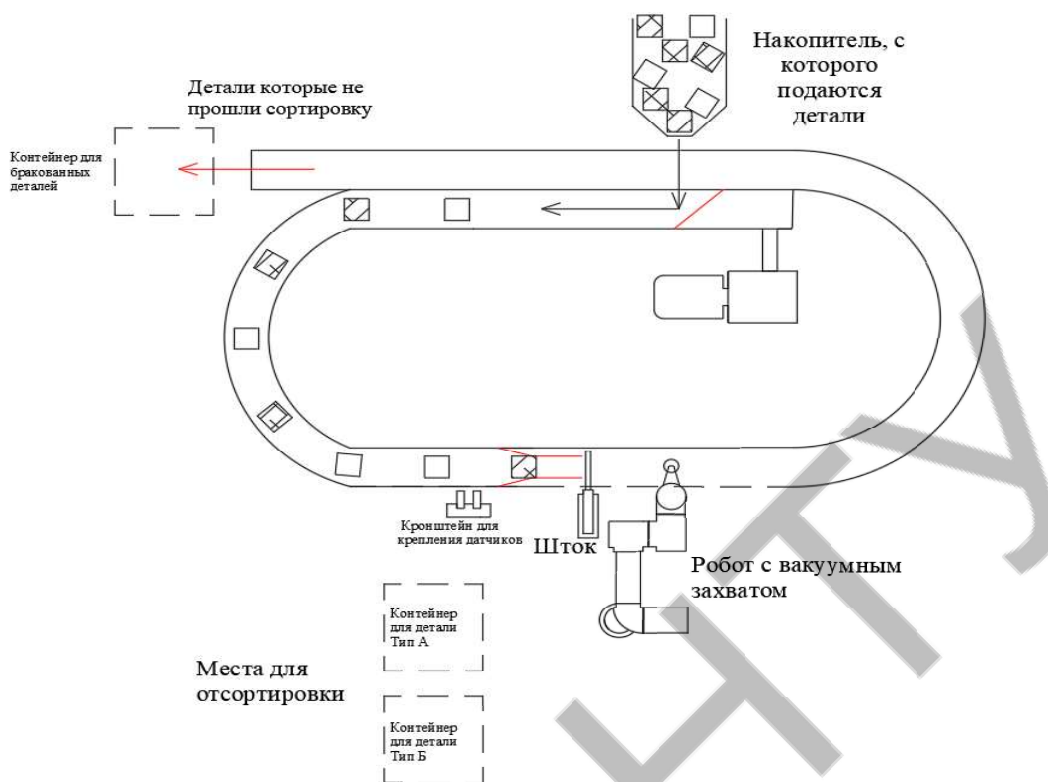 Накопитель, с
которого
подаются
детали
Детали которые не
прошли сортировку
Контейнер для
бракованных
деталей
Кронштейн для
крепления датчиков
Шток
Робот с вакуумным
захватом
Контейнер
для детали
Тип А
Места для
отсортировки
Контейнер
для детали
Тип Б
ЧТУ